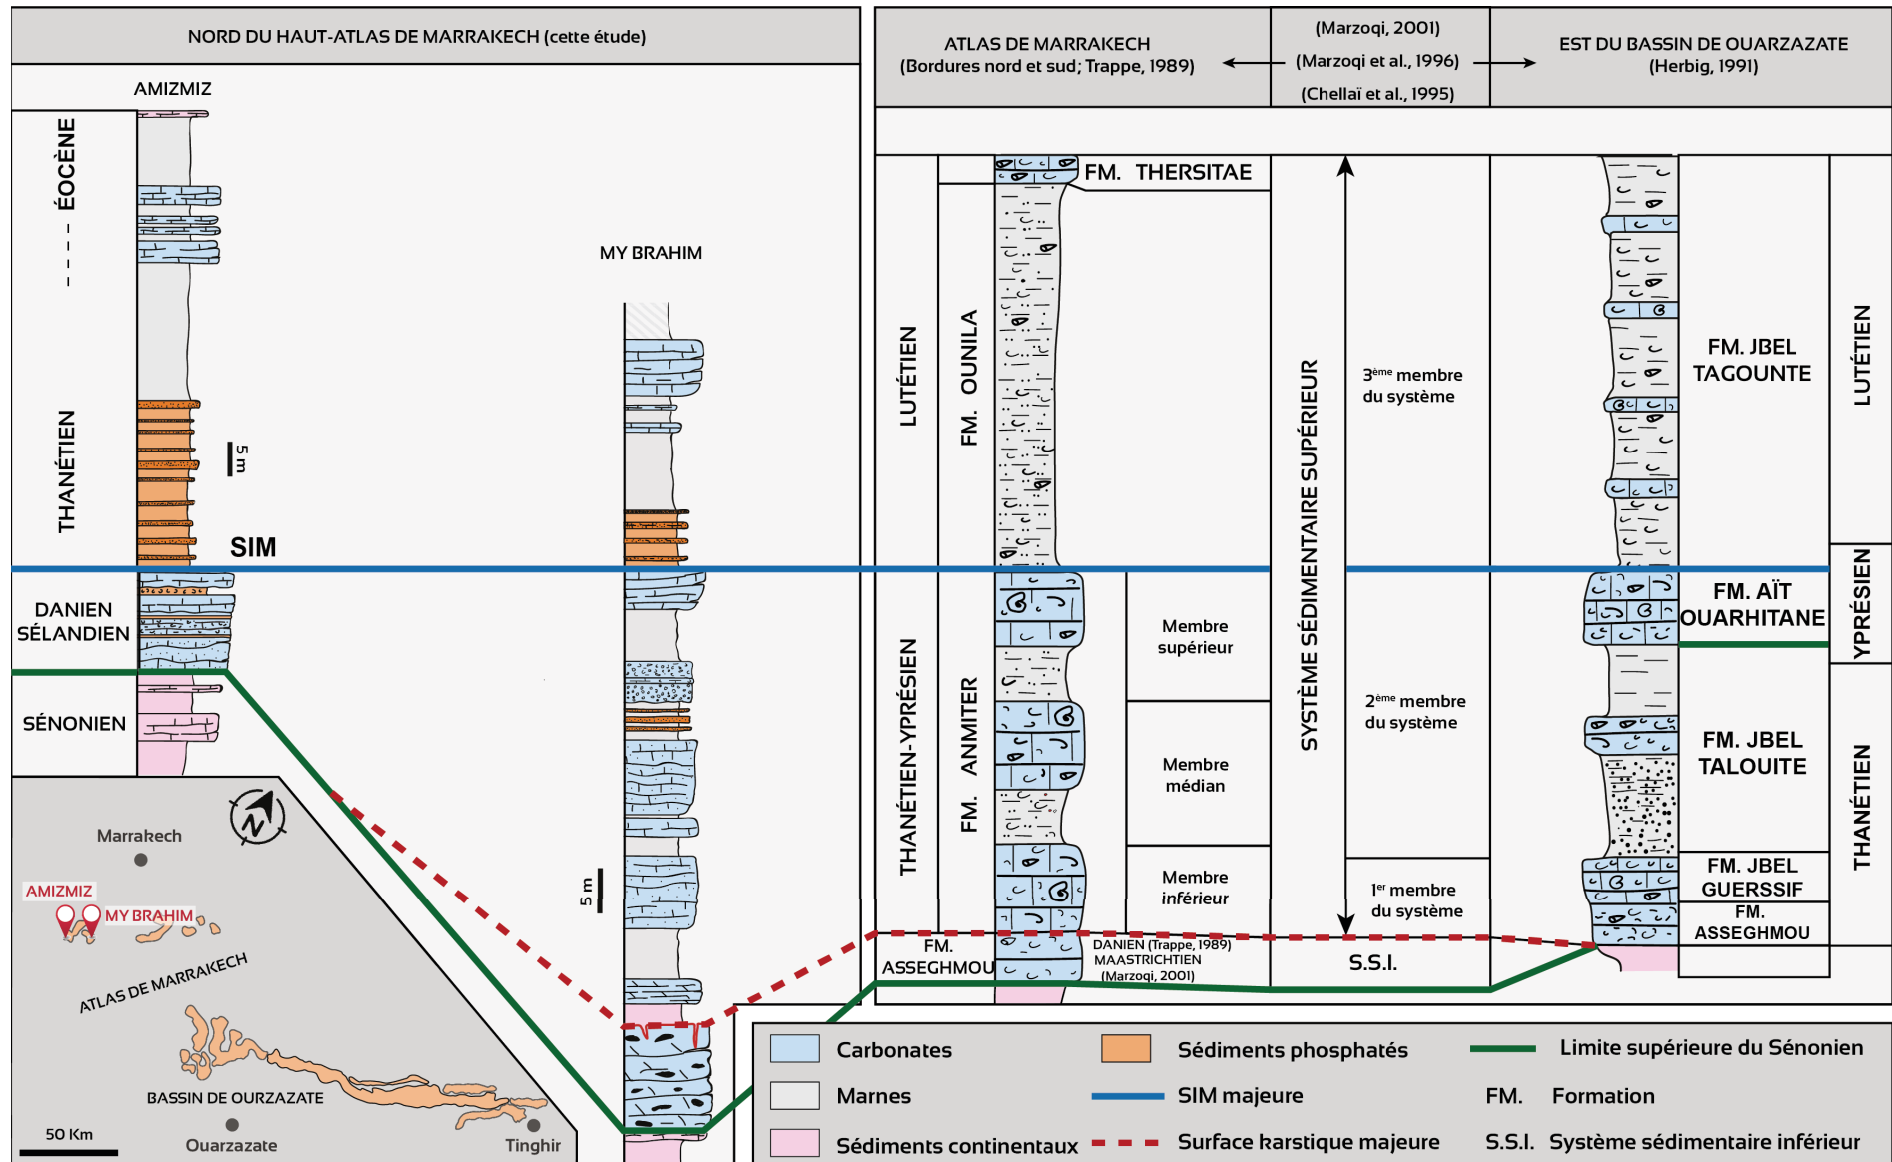 NORD DU HAUT-ATLAS DE MARRAKECH (cette étude)
AMIZMIZ
ÉOCÈNE
THANÉTIEN
5 m
SIM
DANIEN
SÉLANDIEN
SÉNONIEN
MY BRAHIM
5 m
ATLAS DE MARRAKECH
(Bordures nord et sud; Trappe, 1989)
(Marzoqi, 2001)
(Marzoqi et al., 1996)
(Chellaï et al., 1995)
EST DU BASSIN DE OUARZAZATE
(Herbig, 1991)
FM. THERSITAE
LUTÉTIEN
FM. OUNILA
THANÉTIEN-YPRÉSIEN
FM. ANMITER
Membre
supérieur
Membre
médian
Membre
inférieur
FM.
ASSEGHMOU
DANIEN (Trappe, 1989)
MAASTRICHTIEN
(Marzoqi, 2001)
SYSTÈME SÉDIMENTAIRE SUPÉRIEUR
3ème membre
du système
2ème membre
du système
1er membre
du système
S.S.I.
FM. JBEL
TAGOUNTE
FM. AÏT
OUARHITANE
FM. JBEL
TALOUITE
FM. JBEL
GUERSSIF
FM.
ASSEGHMOU
LUTÉTIEN
YPRÉSIEN
THANÉTIEN
N
Marrakech
AMIZMIZ
MY BRAHIM
ATLAS DE MARRAKECH
BASSIN DE OURZAZATE
50 Km
Ouarzazate
Tinghir
Carbonates
Marnes
Sédiments continentaux
Sédiments phosphatés
SIM majeure
Surface karstique majeure
Limite supérieure du Sénonien
FM. Formation
S.S.I. Système sédimentaire inférieur